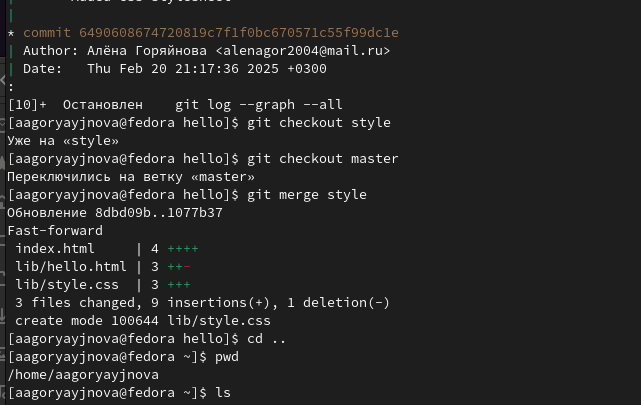 * commit 6490608674720819c7f1f0bc670571c55f99dc1e
| Author: Алёна Горяйнова <alenagor2004@mail.ru>
| Date:   Thu Feb 20 21:17:36 2025 +0300
:
[10]+  Остановлен    git log --graph --all
[aagoryayjnova@fedora hello]$ git checkout style
Уже на «style»
[aagoryayjnova@fedora hello]$ git checkout master
Переключились на ветку «master»
[aagoryayjnova@fedora hello]$ git merge style
Обновление 8dbd09b..1077b37
Fast-forward
 index.html     | 4 ++++
 lib/hello.html | 3 ++-
 lib/style.css  | 3 +++
 3 files changed, 9 insertions(+), 1 deletion(-)
 create mode 100644 lib/style.css
[aagoryayjnova@fedora hello]$ cd ..
[aagoryayjnova@fedora ~]$ pwd
/home/aagoryayjnova
[aagoryayjnova@fedora ~]$ ls